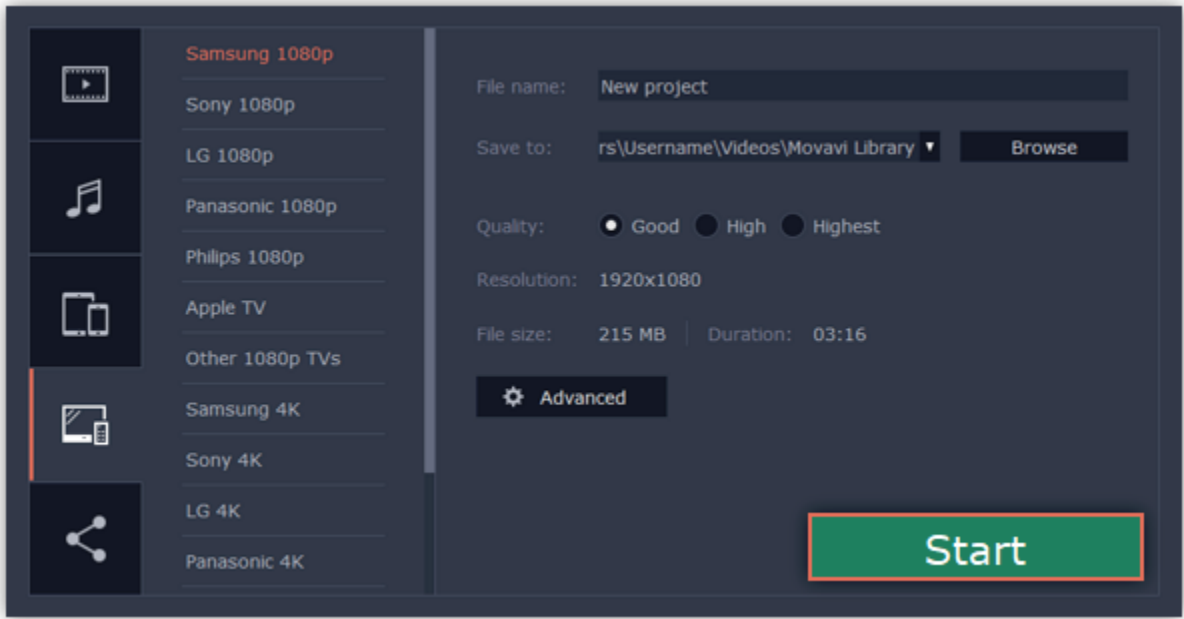 Samsung 1080p
Sony 1080p
LG 1080p
Panasonic 1080p
Philips 1080p
Apple TV
Other 1080p TVs
Samsung 4K
Sony 4K
LG 4K
Panasonic 4K
File name: New project
Save to: rs\Username\Videos\Movavi Library Browse
Quality: Good High Highest
Resolution: 1920x1080
File size: 215 MB Duration: 03:16
Advanced
Start